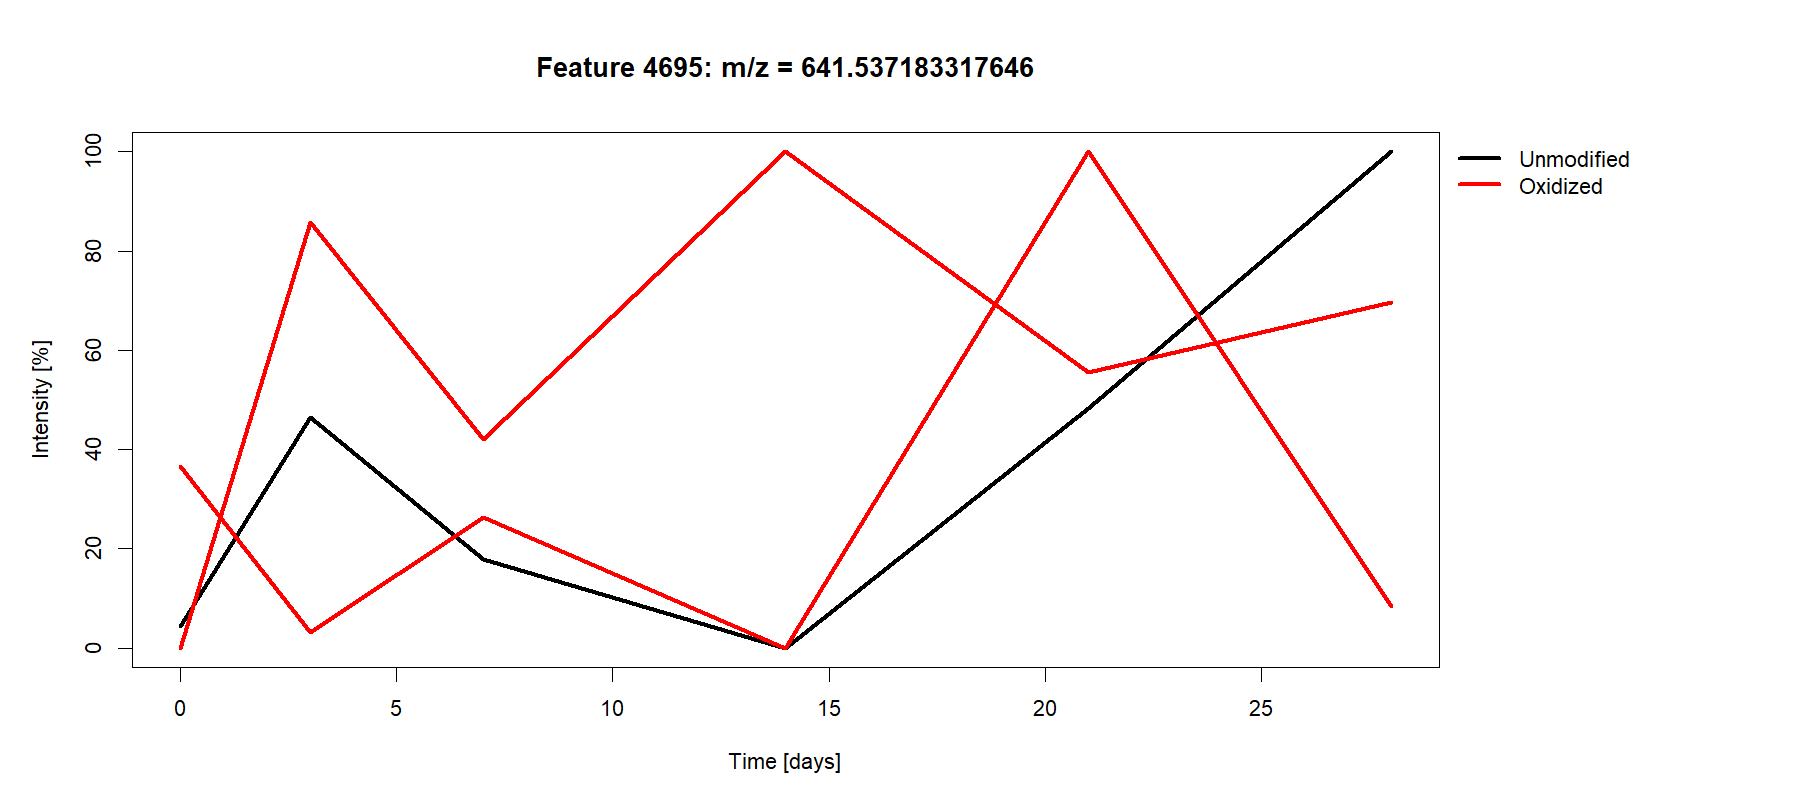 Feature 4695: m/z = 641.537183317646
Unmodified
Oxidized
100
80
60
40
20
0
Intensity [%]
0 5 10 15 20 25
Time [days]